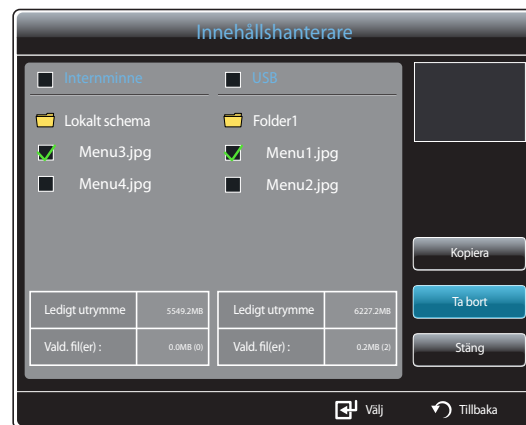 Innehållshanterare
Internminne
USB
Lokalt schema
Folder1
Menu3.jpg
Menu1.jpg
Menu4.jpg
Menu2.jpg
Ledigt utrymme
5549.2MB
Ledigt utrymme
6227.2MB
Vald. fil(er) :
0.0MB (0)
Vald. fil(er) :
0.2MB (2)
Kopiera
Ta bort
Stäng
Välj
Tillbaka